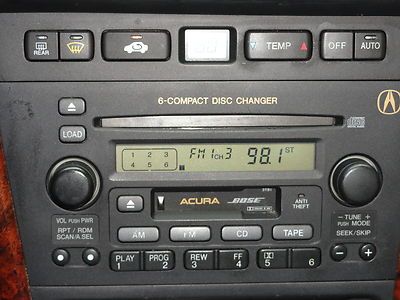 REAR
TEMP
OFF
AUTO
6-COMPACT DISC CHANGER
LOAD
1 2 3
4 5 6
FM1 CH3 98.1 ST
ACURA
BOSE
ANTI THEFT
VOL PUSH PWR
RPT / RDM
SCAN/A.SEL
AM
FM
CD
TAPE
− TUNE +
PUSH MODE
SEEK/SKIP
PLAY 1
PROG 2
REW 3
FF 4
5
6